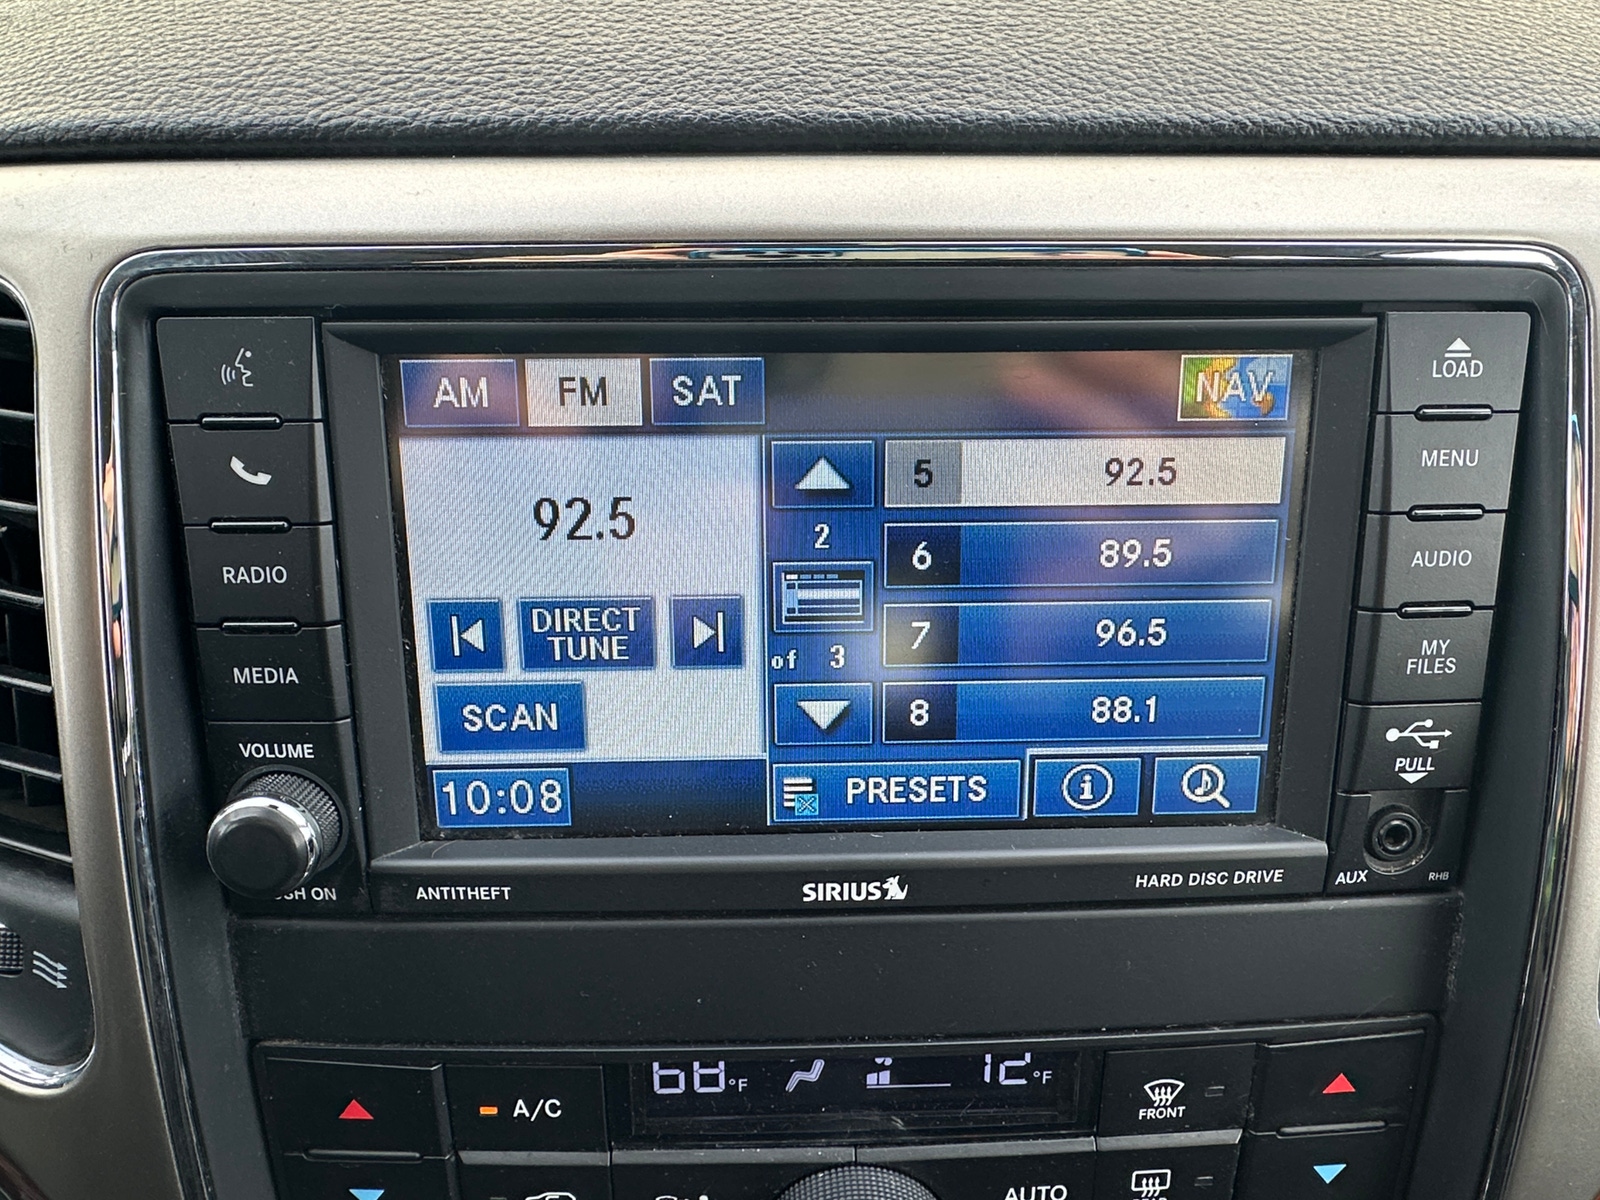 AM FM SAT NAV
92.5
DIRECT
TUNE
SCAN
10:08
2
of 3
5 92.5
6 89.5
7 96.5
8 88.1
PRESETS
RADIO
MEDIA
VOLUME
ON
LOAD
MENU
AUDIO
MY
FILES
PULL
AUX
RHB
ANTITHEFT
SIRIUS
HARD DISC DRIVE
A/C
68°F
°F
FRONT
AUTO